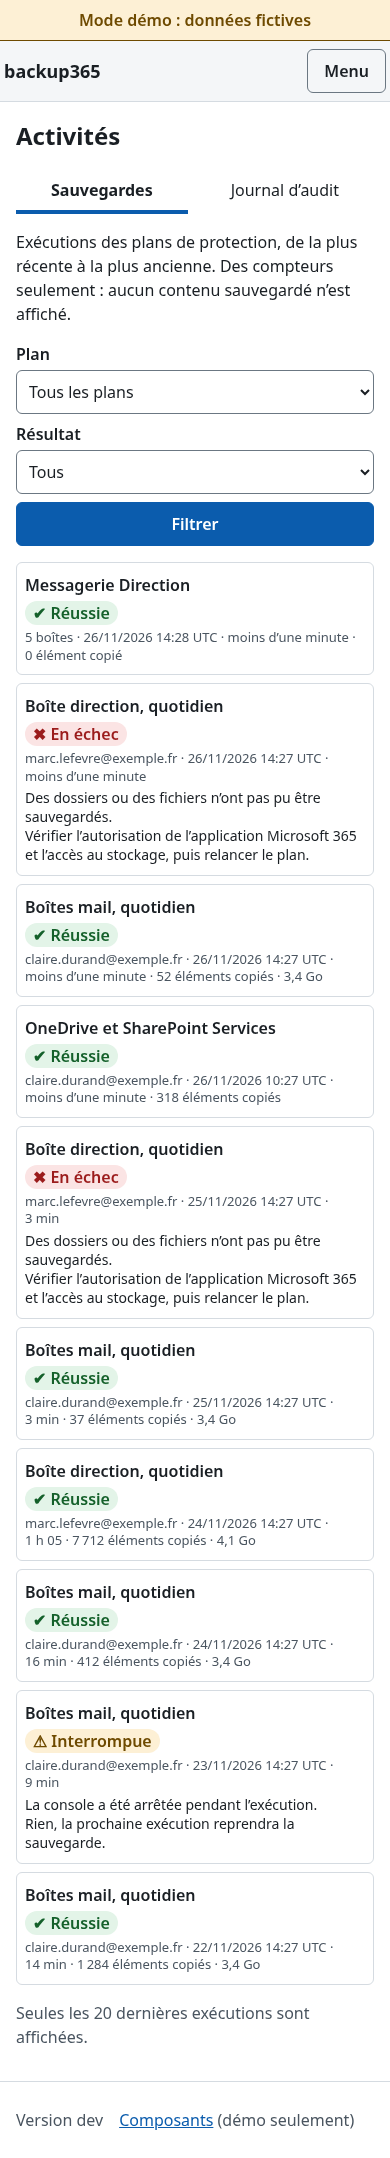 Mode démo : données fictives
backup365
Menu
Activités
Sauvegardes
Journal d’audit
Exécutions des plans de protection, de la plus
récente à la plus ancienne. Des compteurs
seulement : aucun contenu sauvegardé n’est
affiché.
Plan
Tous les plans
Résultat
Tous
Filtrer
Messagerie Direction
✔ Réussie
5 boîtes · 26/11/2026 14:28 UTC · moins d’une minute ·
0 élément copié
Boîte direction, quotidien
✖ En échec
marc.lefevre@exemple.fr · 26/11/2026 14:27 UTC ·
moins d’une minute
Des dossiers ou des fichiers n’ont pas pu être
sauvegardés.
Vérifier l’autorisation de l’application Microsoft 365
et l’accès au stockage, puis relancer le plan.
Boîtes mail, quotidien
✔ Réussie
claire.durand@exemple.fr · 26/11/2026 14:27 UTC ·
moins d’une minute · 52 éléments copiés · 3,4 Go
OneDrive et SharePoint Services
✔ Réussie
claire.durand@exemple.fr · 26/11/2026 10:27 UTC ·
moins d’une minute · 318 éléments copiés
Boîte direction, quotidien
✖ En échec
marc.lefevre@exemple.fr · 25/11/2026 14:27 UTC ·
3 min
Des dossiers ou des fichiers n’ont pas pu être
sauvegardés.
Vérifier l’autorisation de l’application Microsoft 365
et l’accès au stockage, puis relancer le plan.
Boîtes mail, quotidien
✔ Réussie
claire.durand@exemple.fr · 25/11/2026 14:27 UTC ·
3 min · 37 éléments copiés · 3,4 Go
Boîte direction, quotidien
✔ Réussie
marc.lefevre@exemple.fr · 24/11/2026 14:27 UTC ·
1 h 05 · 7 712 éléments copiés · 4,1 Go
Boîtes mail, quotidien
✔ Réussie
claire.durand@exemple.fr · 24/11/2026 14:27 UTC ·
16 min · 412 éléments copiés · 3,4 Go
Boîtes mail, quotidien
⚠ Interrompue
claire.durand@exemple.fr · 23/11/2026 14:27 UTC ·
9 min
La console a été arrêtée pendant l’exécution.
Rien, la prochaine exécution reprendra la
sauvegarde.
Boîtes mail, quotidien
✔ Réussie
claire.durand@exemple.fr · 22/11/2026 14:27 UTC ·
14 min · 1 284 éléments copiés · 3,4 Go
Seules les 20 dernières exécutions sont
affichées.
Version dev Composants (démo seulement)